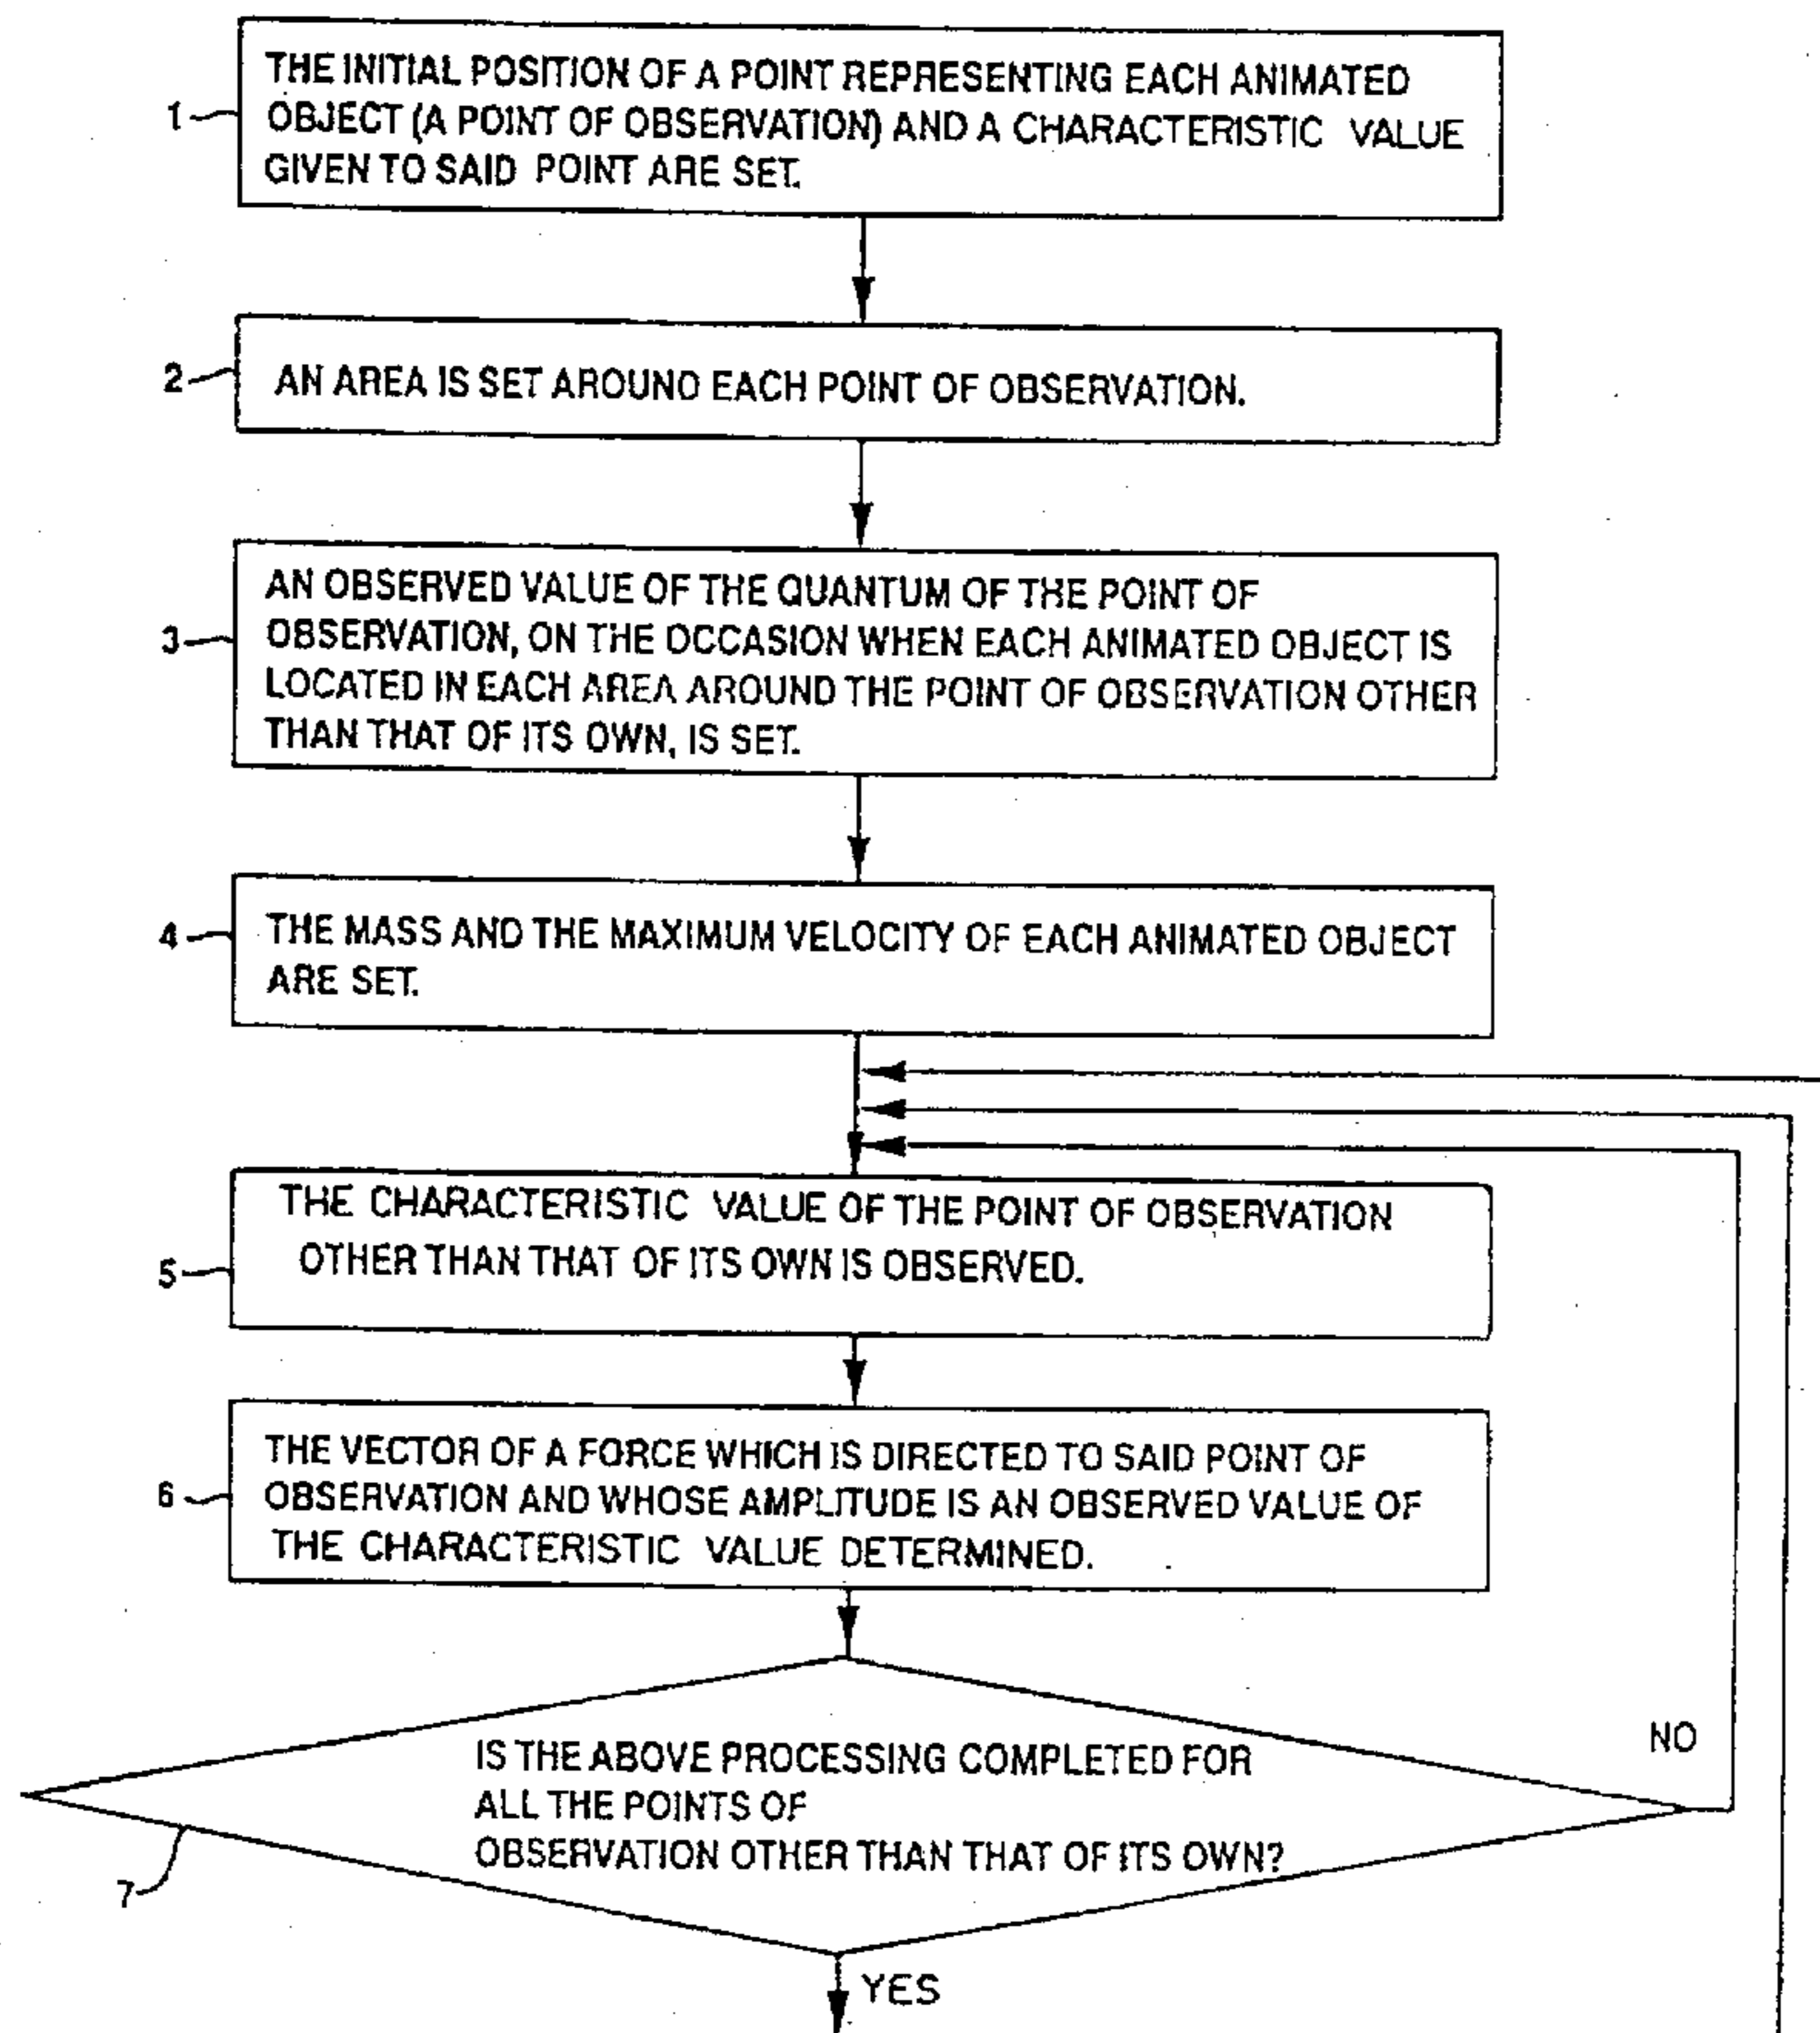 THE INITIAL POSITION OF A POINT REPRESENTING EACH ANIMATED
1
OBJECT (A POINT OF OBSERVATION) AND A CHARACTERISTIC VALUE
GIVEN TO SAID POINT ARE SET.
2
AN AREA IS SET AROUND EACH POINT OF OBSERVATION.
AN OBSERVED VALUE OF THE QUANTUM OF THE POINT OF
3
OBSERVATION, ON THE OCCASION WHEN EACH ANIMATED OBJECT IS
LOCATED IN EACH AREA AROUND THE POINT OF OBSERVATION OTHER
THAN THAT OF ITS OWN, IS SET.
4
THE MASS AND THE MAXIMUM VELOCITY OF EACH ANIMATED OBJECT
ARE SET.
THE CHARACTERISTIC VALUE OF THE POINT OF OBSERVATION
5
OTHER THAN THAT OF ITS OWN IS OBSERVED.
THE VECTOR OF A FORCE WHICH IS DIRECTED TO SAID POINT OF
6
OBSERVATION AND WHOSE AMPLITUDE IS AN OBSERVED VALUE OF
THE CHARACTERISTIC VALUE DETERMINED.
NO
IS THE ABOVE PROCESSING COMPLETED FOR
ALL THE POINTS OF
OBSERVATION OTHER THAN THAT OF ITS OWN?
7
YES